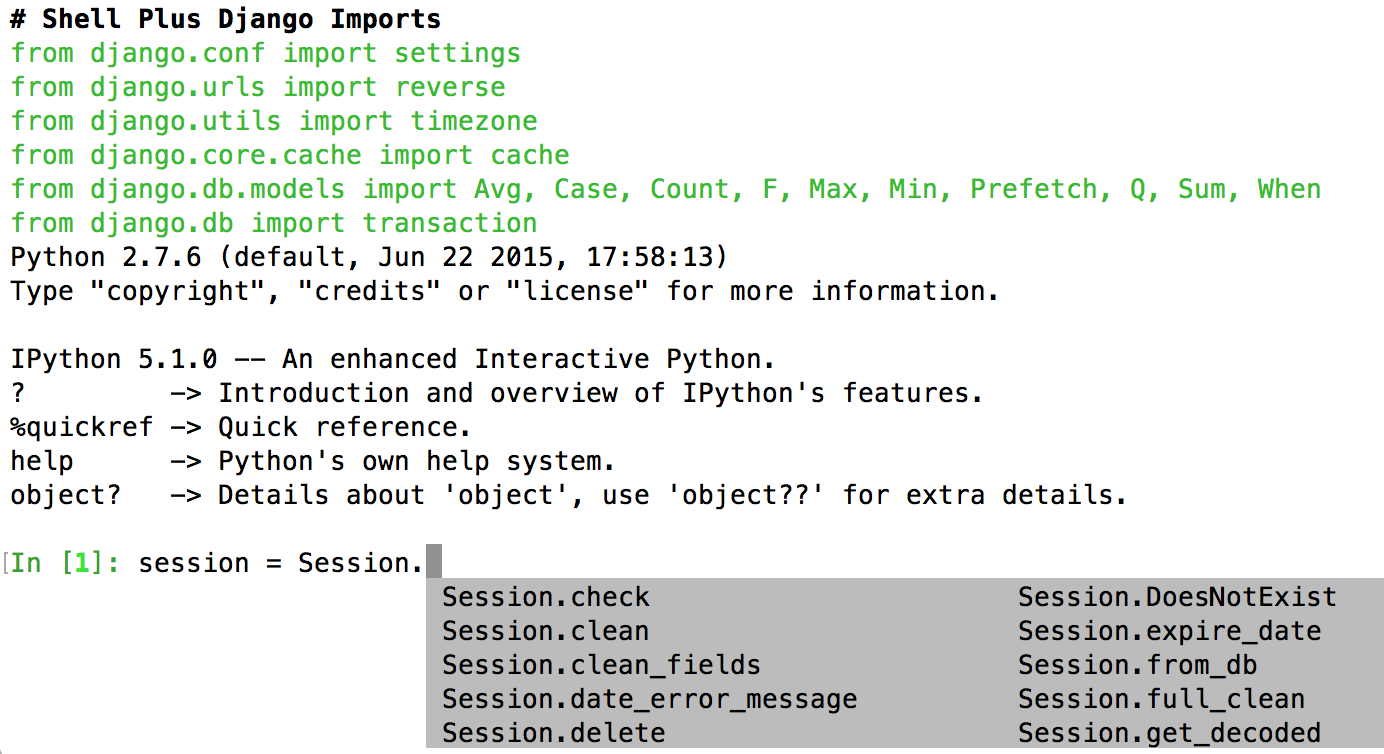 # Shell Plus Django Imports
from django.conf import settings
from django.urls import reverse
from django.utils import timezone
from django.core.cache import cache
from django.db.models import Avg, Case, Count, F, Max, Min, Prefetch, Q, Sum, When
from django.db import transaction
Python 2.7.6 (default, Jun 22 2015, 17:58:13)
Type "copyright", "credits" or "license" for more information.
IPython 5.1.0 -- An enhanced Interactive Python.
?         -> Introduction and overview of IPython's features.
%quickref -> Quick reference.
help      -> Python's own help system.
object?   -> Details about 'object', use 'object??' for extra details.
[In [1]: session = Session.
Session.check Session.DoesNotExist
Session.clean Session.expire_date
Session.clean_fields Session.from_db
Session.date_error_message Session.full_clean
Session.delete Session.get_decoded